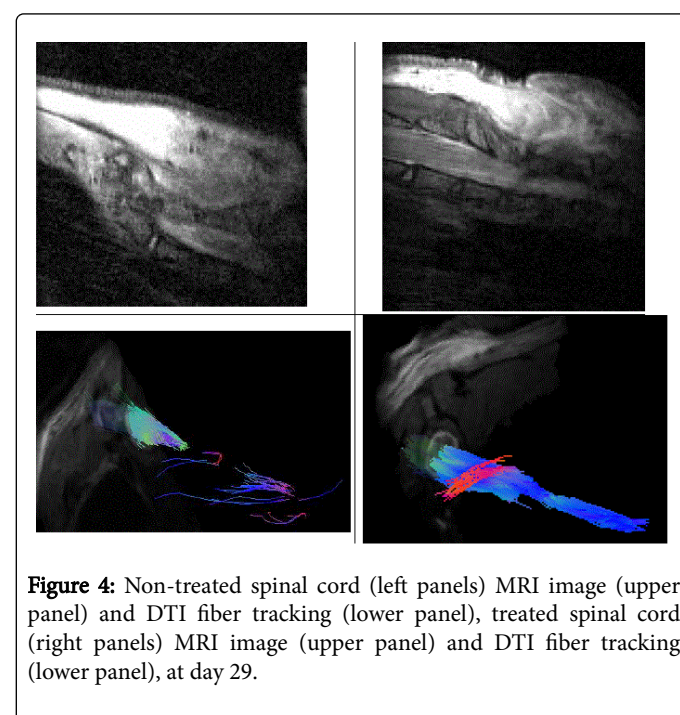 Figure 4: Non-treated spinal cord (left panels) MRI image (upper
panel) and DTI fiber tracking (lower panel), treated spinal cord
(right panels) MRI image (upper panel) and DTI fiber tracking
(lower panel), at day 29.